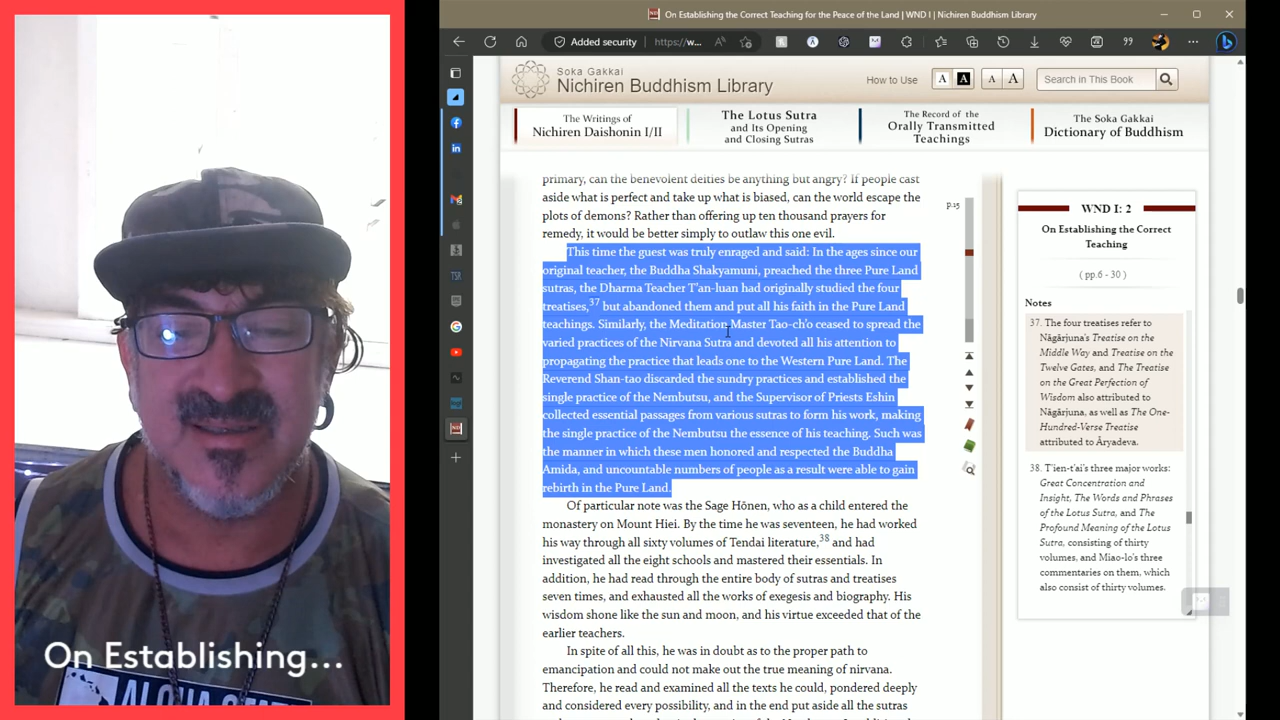 On Establishing...
ALOHA STATE
On Establishing the Correct Teaching for the Peace of the Land | WND I | Nichiren Buddhism Library
Added security
https://w...
Soka Gakkai
Nichiren Buddhism Library
How to Use
A A A A
Search in This Book
The Writings of
Nichiren Daishonin I/II
The Lotus Sutra
and Its Opening
and Closing Sutras
The Record of the
Orally Transmitted
Teachings
The Soka Gakkai
Dictionary of Buddhism
primary, can the benevolent deities be anything but angry? If people cast
aside what is perfect and take up what is biased, can the world escape the
plots of demons? Rather than offering up ten thousand prayers for
remedy, it would be better simply to outlaw this one evil.
This time the guest was truly enraged and said: In the ages since our
original teacher, the Buddha Shakyamuni, preached the three Pure Land
sutras, the Dharma Teacher T'an-luan had originally studied the four
treatises,37 but abandoned them and put all his faith in the Pure Land
teachings. Similarly, the Meditation Master Tao-ch'o ceased to spread the
varied practices of the Nirvana Sutra and devoted all his attention to
propagating the practice that leads one to the Western Pure Land. The
Reverend Shan-tao discarded the sundry practices and established the
single practice of the Nembutsu, and the Supervisor of Priests Eshin
collected essential passages from various sutras to form his work, making
the single practice of the Nembutsu the essence of his teaching. Such was
the manner in which these men honored and respected the Buddha
Amida, and uncountable numbers of people as a result were able to gain
rebirth in the Pure Land.
Of particular note was the Sage Hōnen, who as a child entered the
monastery on Mount Hiei. By the time he was seventeen, he had worked
his way through all sixty volumes of Tendai literature,38 and had
investigated all the eight schools and mastered their essentials. In
addition, he had read through the entire body of sutras and treatises
seven times, and exhausted all the works of exegesis and biography. His
wisdom shone like the sun and moon, and his virtue exceeded that of the
earlier teachers.
In spite of all this, he was in doubt as to the proper path to
emancipation and could not make out the true meaning of nirvana.
Therefore, he read and examined all the texts he could, pondered deeply
and considered every possibility, and in the end put aside all the sutras
p.15
WND I: 2
On Establishing the Correct
Teaching
( pp.6 - 30 )
Notes
37. The four treatises refer to
Nāgārjuna's Treatise on the
Middle Way and Treatise on the
Twelve Gates, and The Treatise
on the Great Perfection of
Wisdom also attributed to
Nāgārjuna, as well as The One-
Hundred-Verse Treatise
attributed to Āryadeva.
38. T'ien-t'ai's three major works:
Great Concentration and
Insight, The Words and Phrases
of the Lotus Sutra, and The
Profound Meaning of the Lotus
Sutra, consisting of thirty
volumes, and Miao-lo's three
commentaries on them, which
also consist of thirty volumes.